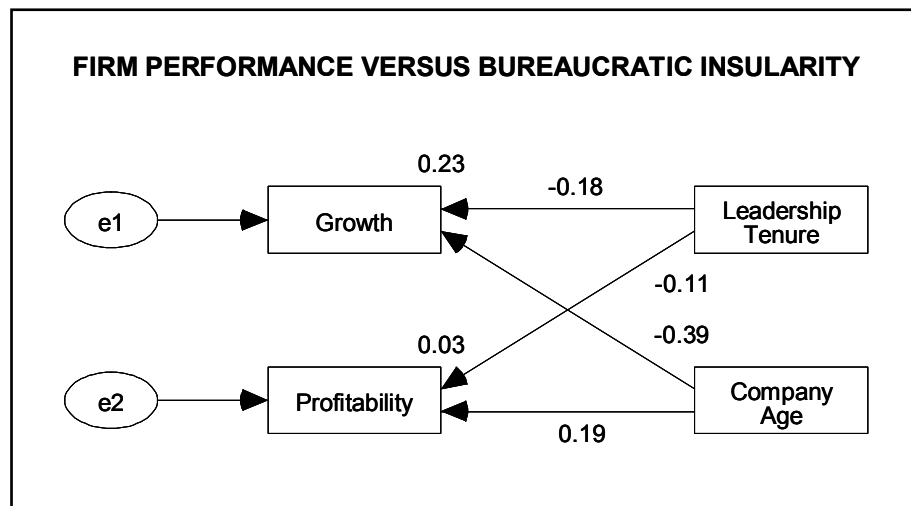 FIRM PERFORMANCE VERSUS BUREAUCRATIC INSULARITY
0.23
-0.18
e1
Growth
Leadership
Tenure
-0.11
0.03
-0.39
e2
Profitability
Company
Age
0.19